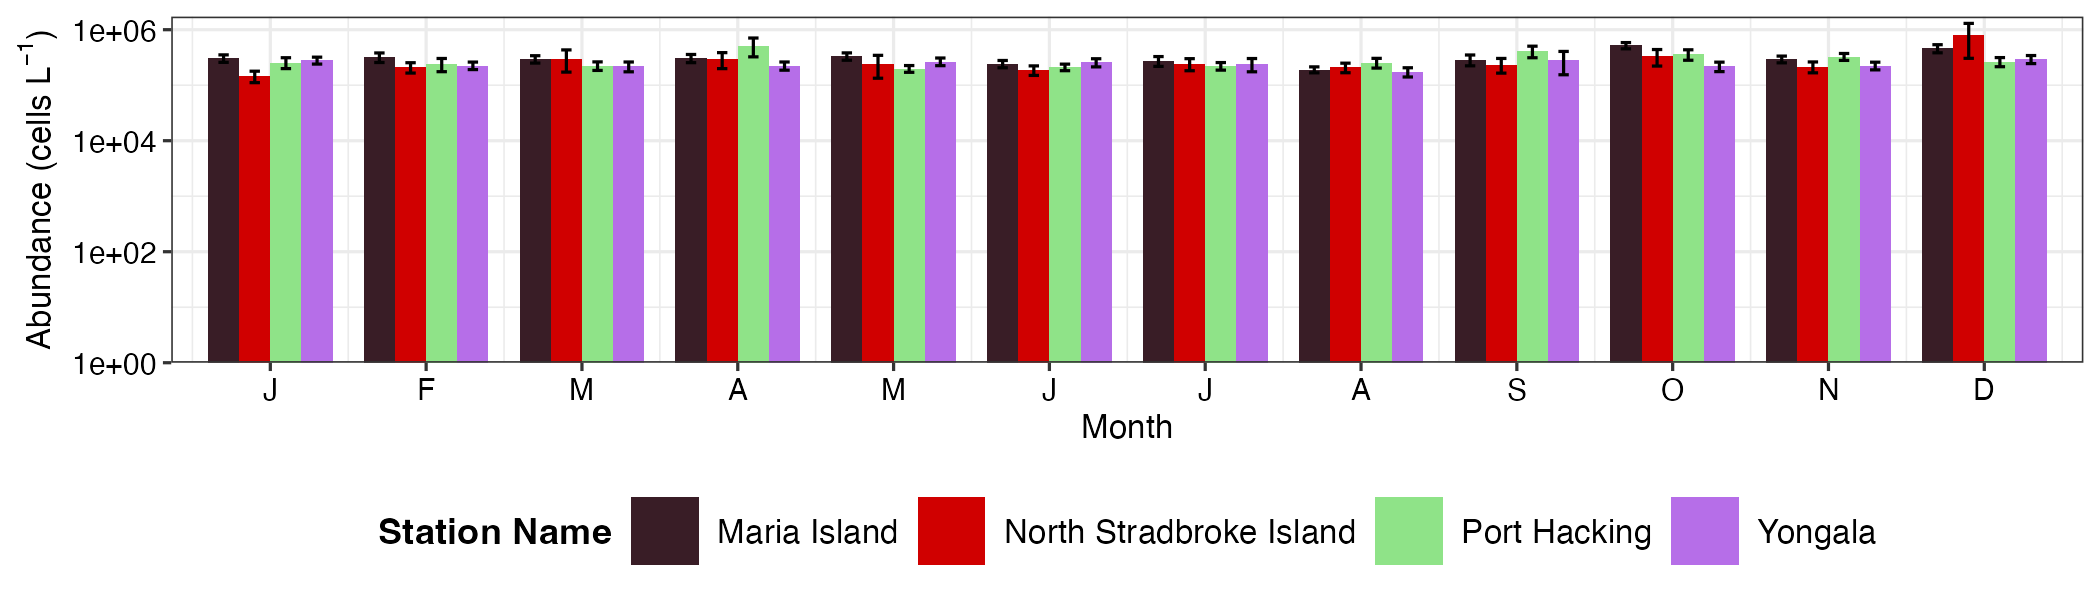 Abundance (cells L⁻¹)
1e+06
1e+04
1e+02
1e+00
J F M A M J J A S O N D
Month
Station Name Maria Island North Stradbroke Island Port Hacking Yongala